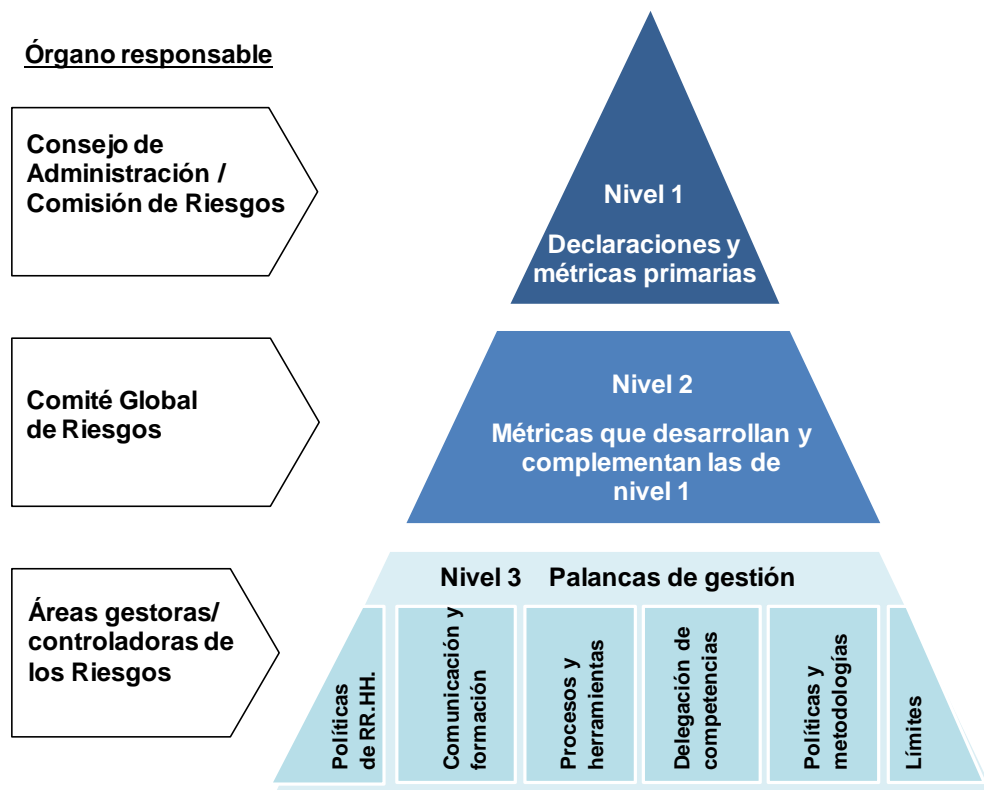 Órgano responsable
Consejo de
Administración /
Comisión de Riesgos
Nivel 1
Declaraciones y
métricas primarias
Comité Global
de Riesgos
Nivel 2
Métricas que desarrollan y
complementan las de
nivel 1
Áreas gestoras/
controladoras de
los Riesgos
Nivel 3 Palancas de gestión
Políticas
de RR.HH.
Comunicación y
formación
Procesos y
herramientas
Delegación de
competencias
Políticas y
metodologías
Límites